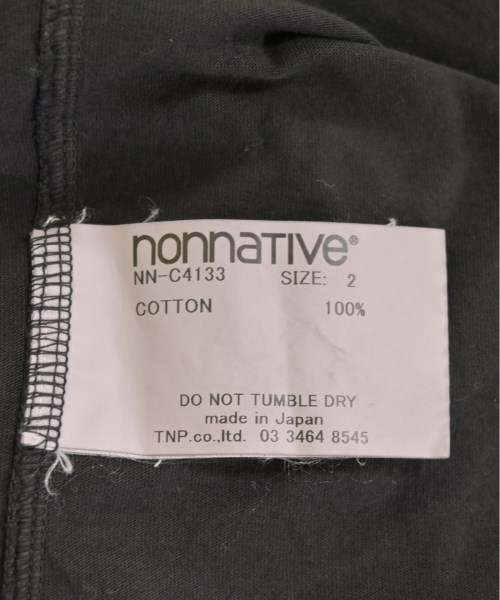 nonnative®
NN-C4133 SIZE: 2
COTTON 100%
DO NOT TUMBLE DRY
made in Japan
TNP.co.,ltd. 03 3464 8545